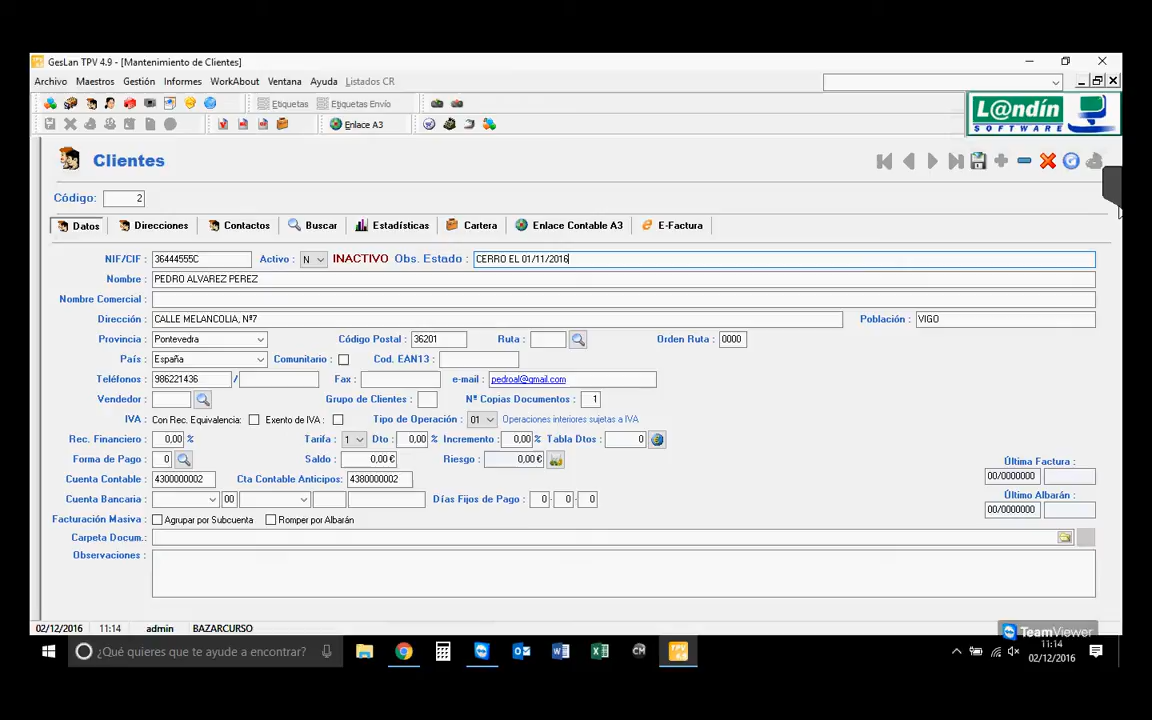 GesLan TPV 4.9 - [Mantenimiento de Clientes]
Archivo Maestros Gestión Informes WorkAbout Ventana Ayuda Listados CR
Etiquetas Etiquetas Envío
Enlace A3
L@ndín
SOFTWARE
Clientes
Código: 2
Datos Direcciones Contactos Buscar Estadísticas Cartera Enlace Contable A3 E-Factura
NIF/CIF : 36444555C Activo : N INACTIVO Obs. Estado : CERRO EL 01/11/2016
Nombre : PEDRO ALVAREZ PEREZ
Nombre Comercial :
Dirección : CALLE MELANCOLIA, Nº7 Población : VIGO
Provincia : Pontevedra Código Postal : 36201 Ruta : Orden Ruta : 0000
País : España Comunitario : Cod. EAN13 :
Teléfonos : 986221436 / Fax : e-mail : pedroal@gmail.com
Vendedor : Grupo de Clientes : Nº Copias Documentos : 1
IVA : Con Rec. Equivalencia: Exento de IVA : Tipo de Operación : 01 Operaciones interiores sujetas a IVA
Rec. Financiero : 0,00 % Tarifa : 1 Dto : 0,00 % Incremento : 0,00 % Tabla Dtos : 0
Forma de Pago : 0 Saldo : 0,00 € Riesgo : 0,00 € Última Factura :
Cuenta Contable : 4300000002 Cta Contable Anticipos: 4380000002 00/0000000
Cuenta Bancaria : 00 Días Fijos de Pago : 0 - 0 - 0 Último Albarán :
00/0000000
Facturación Masiva : Agrupar por Subcuenta Romper por Albarán
Carpeta Docum.:
Observaciones :
02/12/2016 11:14 admin BAZARCURSO
TeamViewer
¿Qué quieres que te ayude a encontrar? TPV 4.9 11:14
02/12/2016